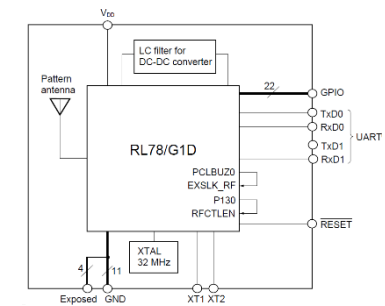 VDD
LC filter for
DC-DC converter
Pattern
antenna
22
GPIO
TxD0
RxD0
UART
TxD1
RxD1
RL78/G1D
PCLBUZ0
EXSLK_RF
P130
RFCTLEN
RESET
XTAL
32 MHz
4
11
Exposed GND XT1 XT2